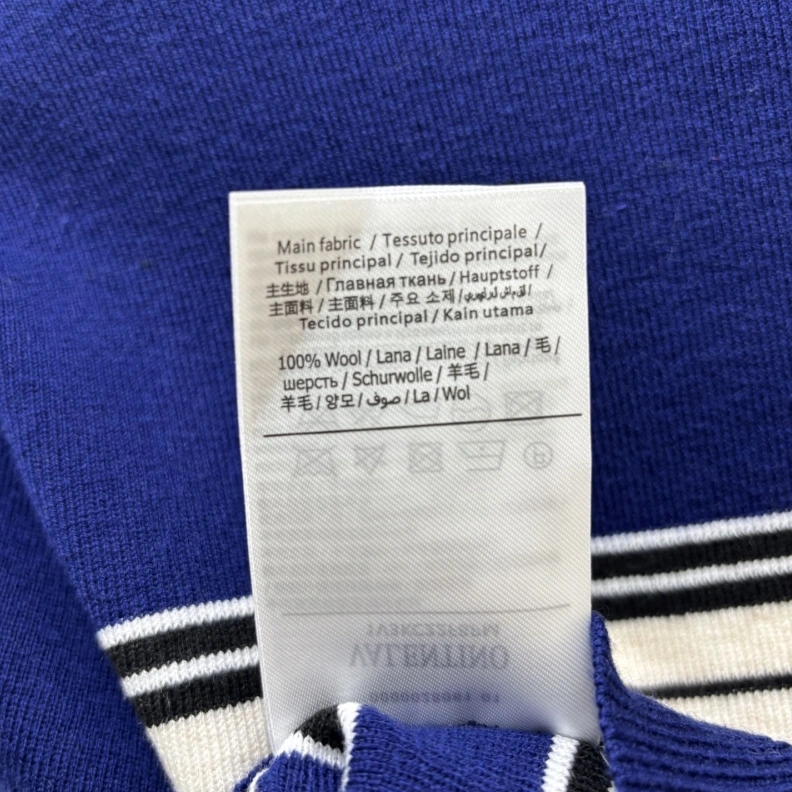 Main fabric / Tessuto principale /
Tissu principal / Tejido principal/
主生地 / Главная ткань / Hauptstoff /
主面料 / 主面料 / 주요 소재 /
Tecido principal / Kain utama
100% Wool / Lana / Laine / Lana / 毛 /
шерсть / Schurwolle / 羊毛 /
羊毛 / 양모 / صوف / La / Wol
1V3KC22F8PM
VALENTINO